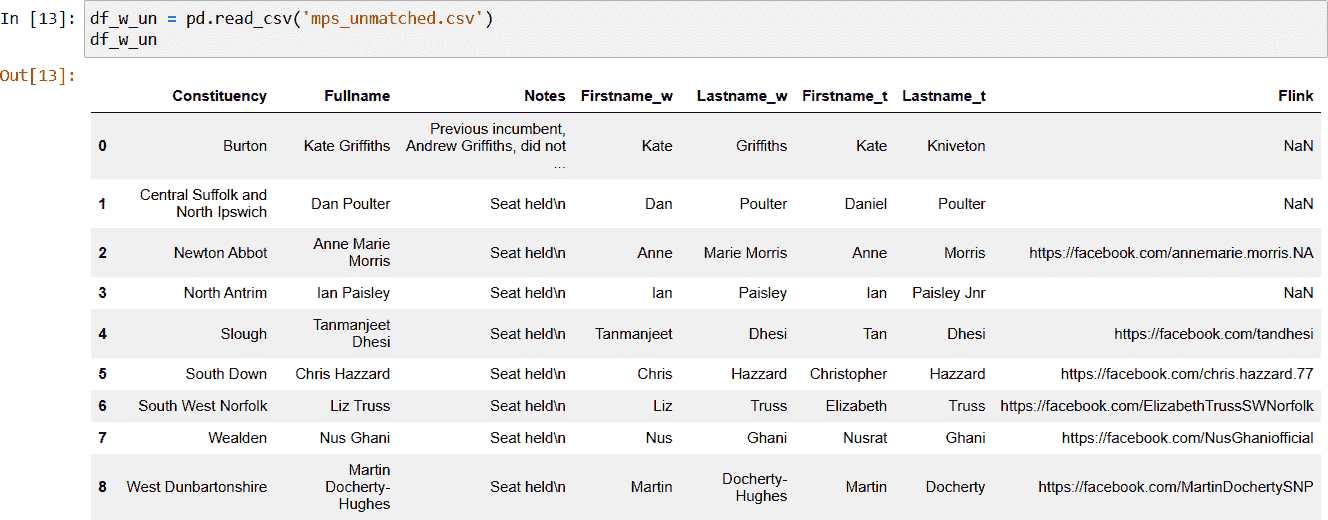 In [13]: df_w_un = pd.read_csv('mps_unmatched.csv')
df_w_un
Out[13]:
Constituency Fullname Notes Firstname_w Lastname_w Firstname_t Lastname_t Flink
0 Burton Kate Griffiths Previous incumbent, Andrew Griffiths, did not ... Kate Griffiths Kate Kniveton NaN
1 Central Suffolk and North Ipswich Dan Poulter Seat held\n Dan Poulter Daniel Poulter NaN
2 Newton Abbot Anne Marie Morris Seat held\n Anne Marie Morris Anne Morris https://facebook.com/annemarie.morris.NA
3 North Antrim Ian Paisley Seat held\n Ian Paisley Ian Paisley Jnr NaN
4 Slough Tanmanjeet Dhesi Seat held\n Tanmanjeet Dhesi Tan Dhesi https://facebook.com/tandhesi
5 South Down Chris Hazzard Seat held\n Chris Hazzard Christopher Hazzard https://facebook.com/chris.hazzard.77
6 South West Norfolk Liz Truss Seat held\n Liz Truss Elizabeth Truss https://facebook.com/ElizabethTrussSWNorfolk
7 Wealden Nus Ghani Seat held\n Nus Ghani Nusrat Ghani https://facebook.com/NusGhaniofficial
8 West Dunbartonshire Martin Docherty-Hughes Seat held\n Martin Docherty-Hughes Martin Docherty https://facebook.com/MartinDochertySNP